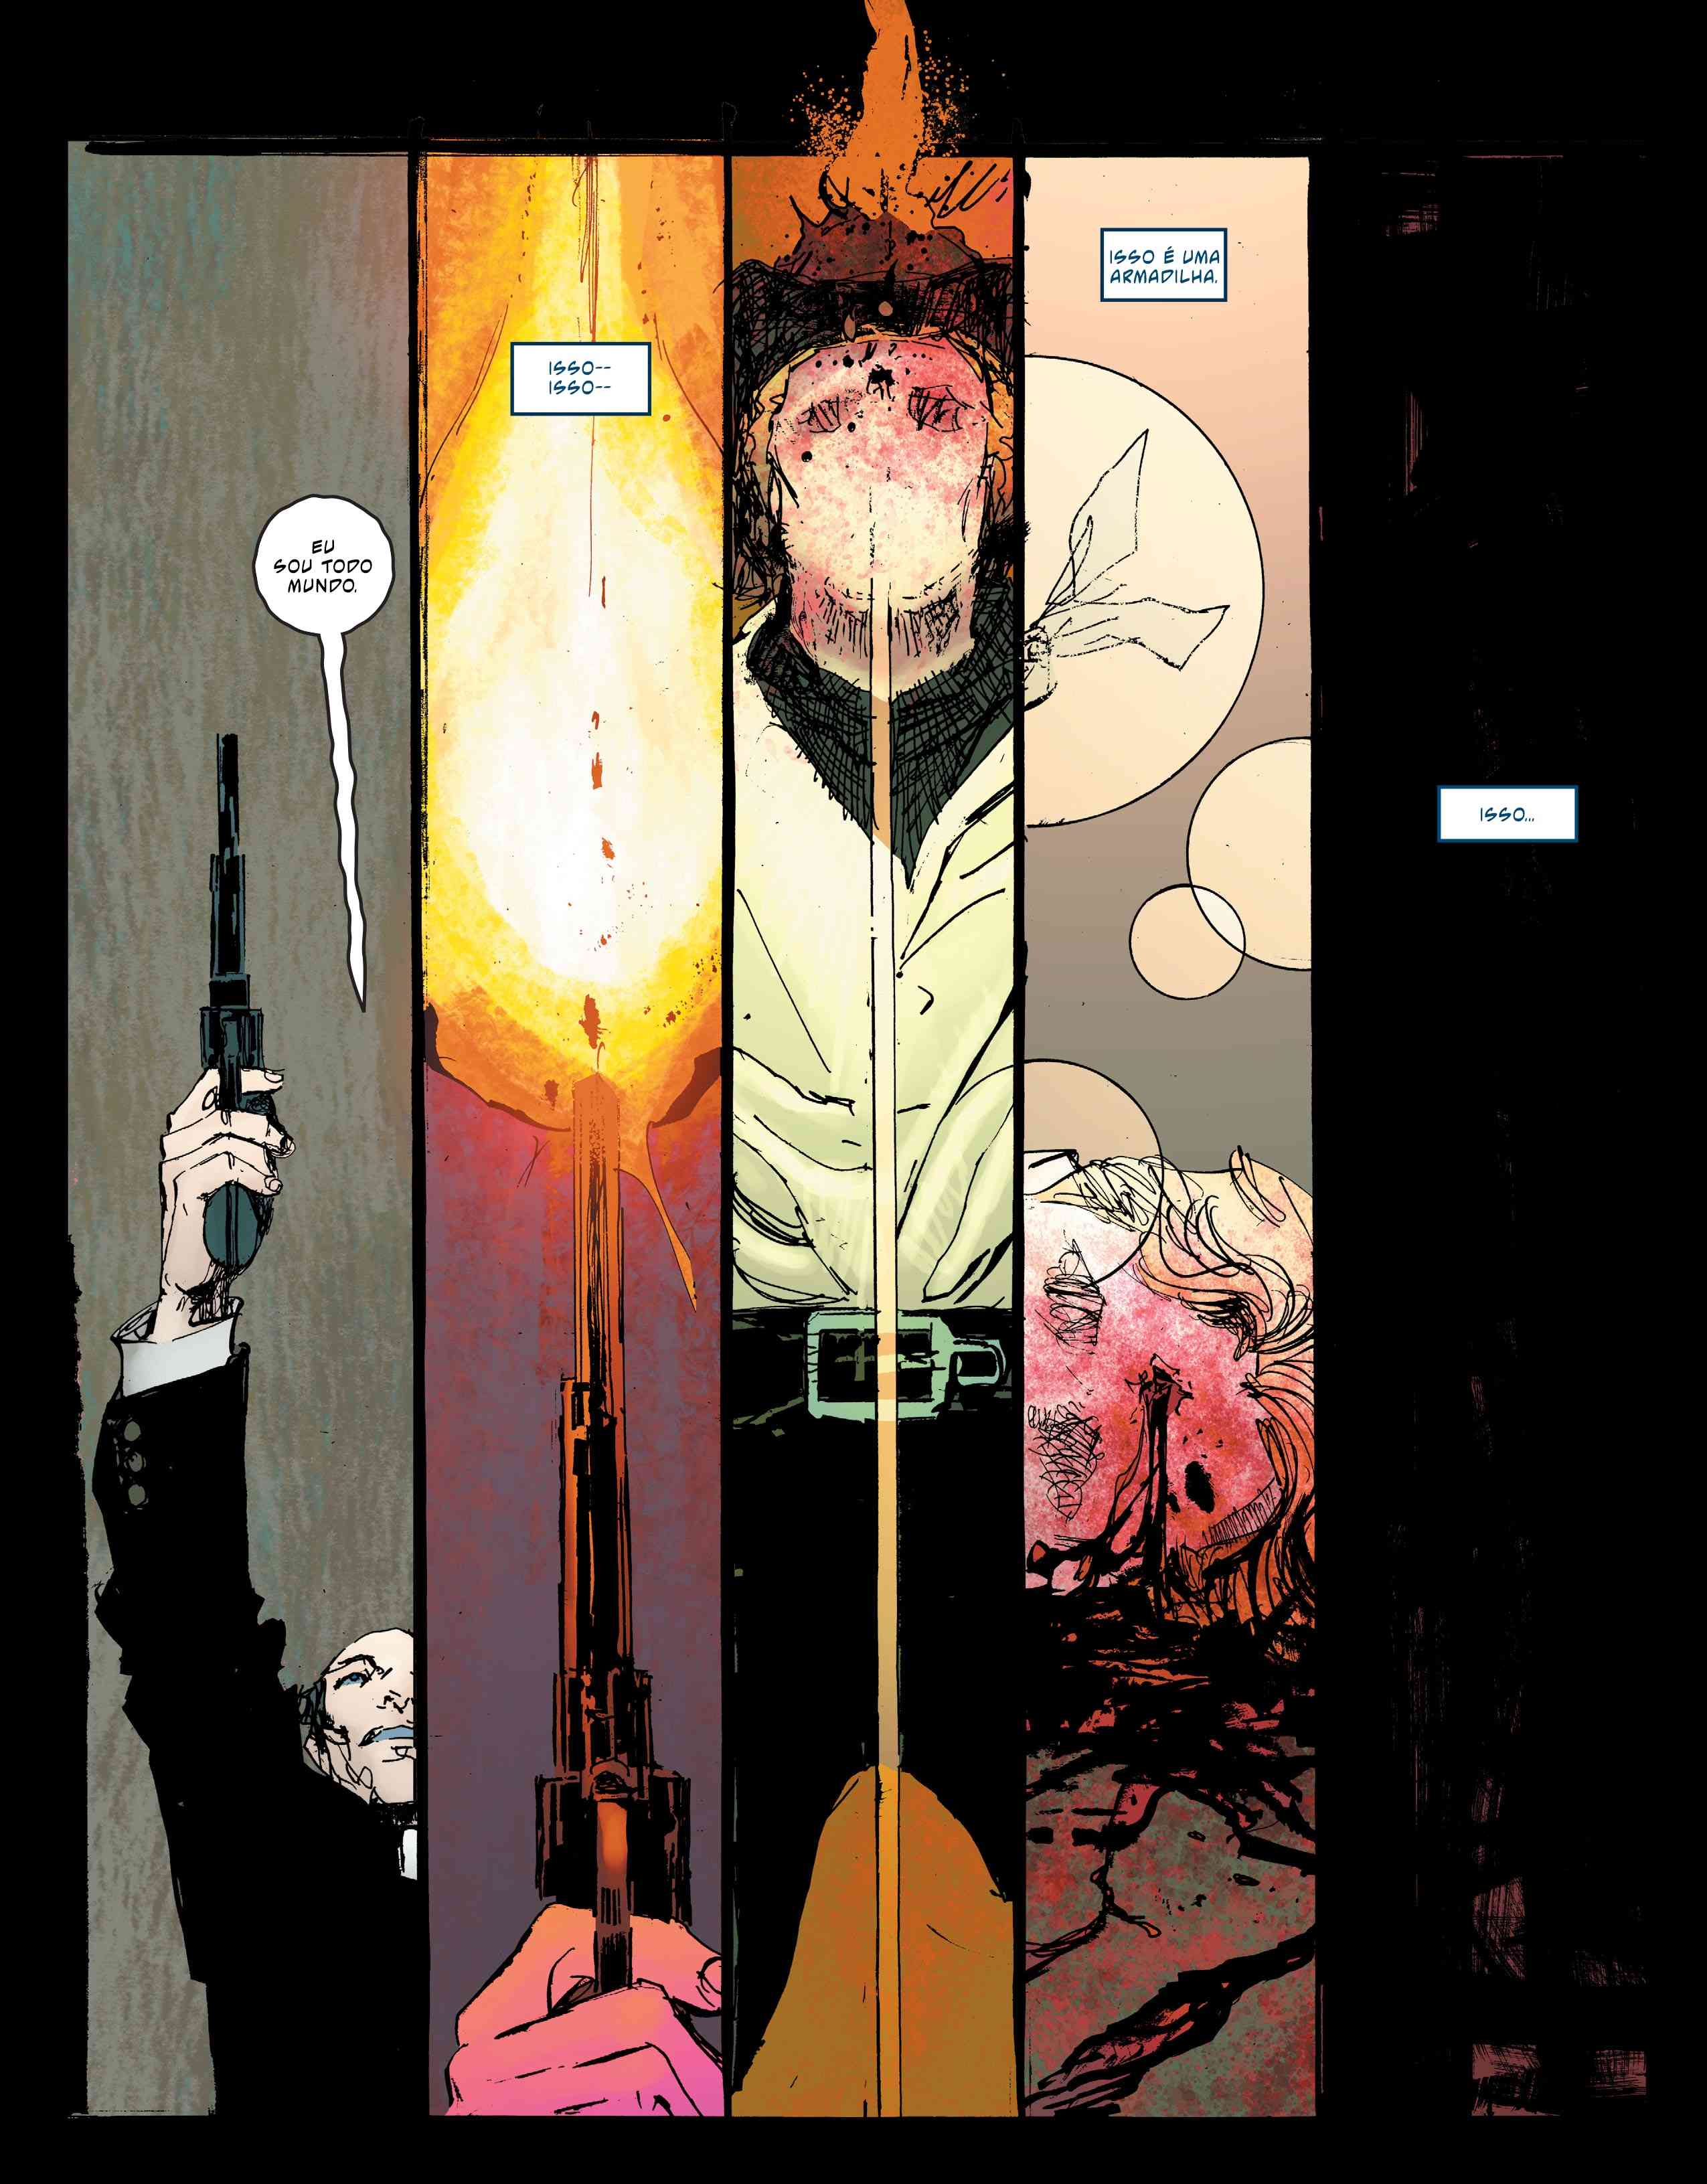 EU
SOU TODO
MUNDO.
ISSO--
ISSO--
ISSO É UMA
ARMADILHA.
ISSO...